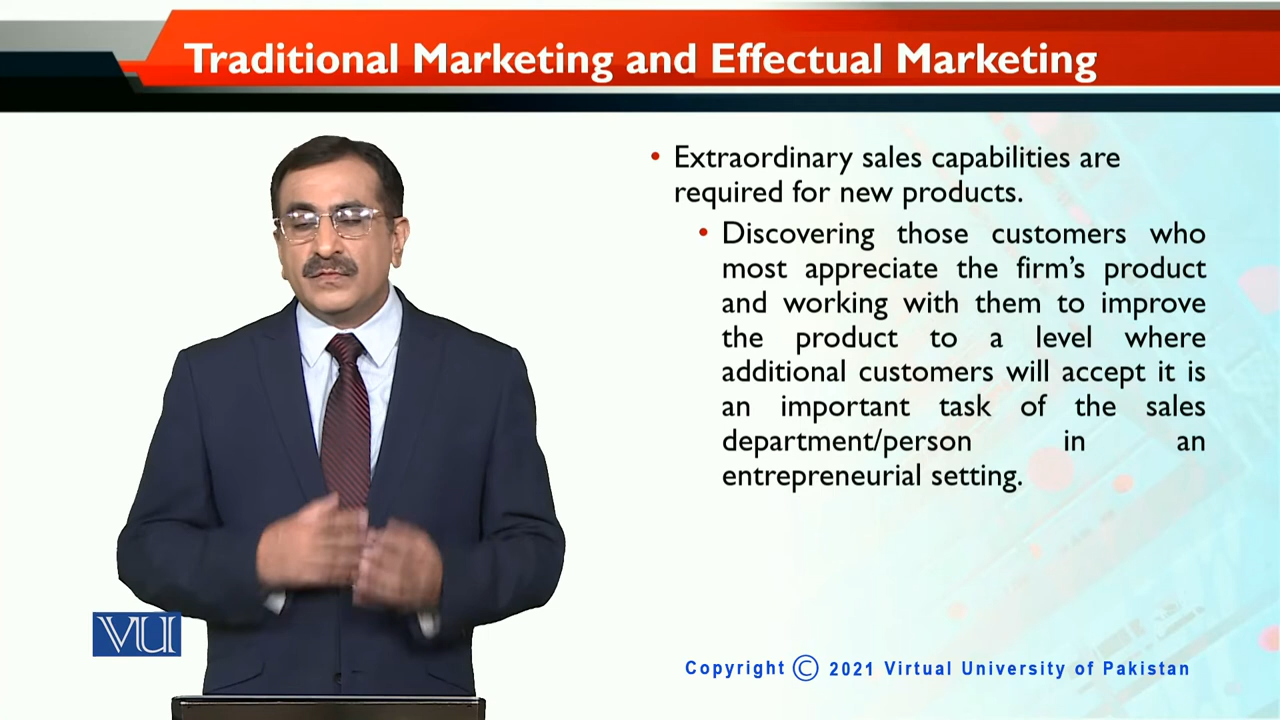 Traditional Marketing and Effectual Marketing
• Extraordinary sales capabilities are
required for new products.
• Discovering those customers who
most appreciate the firm's product
and working with them to improve
the product to a level where
additional customers will accept it is
an important task of the sales
department/person in an
entrepreneurial setting.
VU
Copyright © 2021 Virtual University of Pakistan